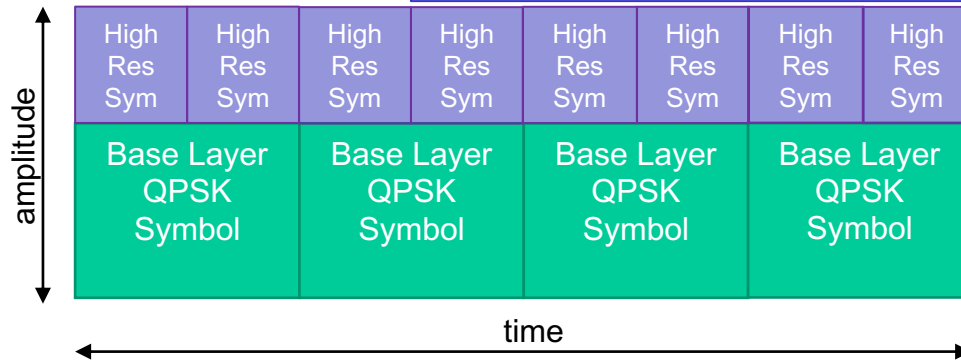 High High High High High High High High
Res Res Res Res Res Res Res Res
Sym Sym Sym Sym Sym Sym Sym Sym
amplitude
Base Layer Base Layer Base Layer Base Layer
QPSK QPSK QPSK QPSK
Symbol Symbol Symbol Symbol
time